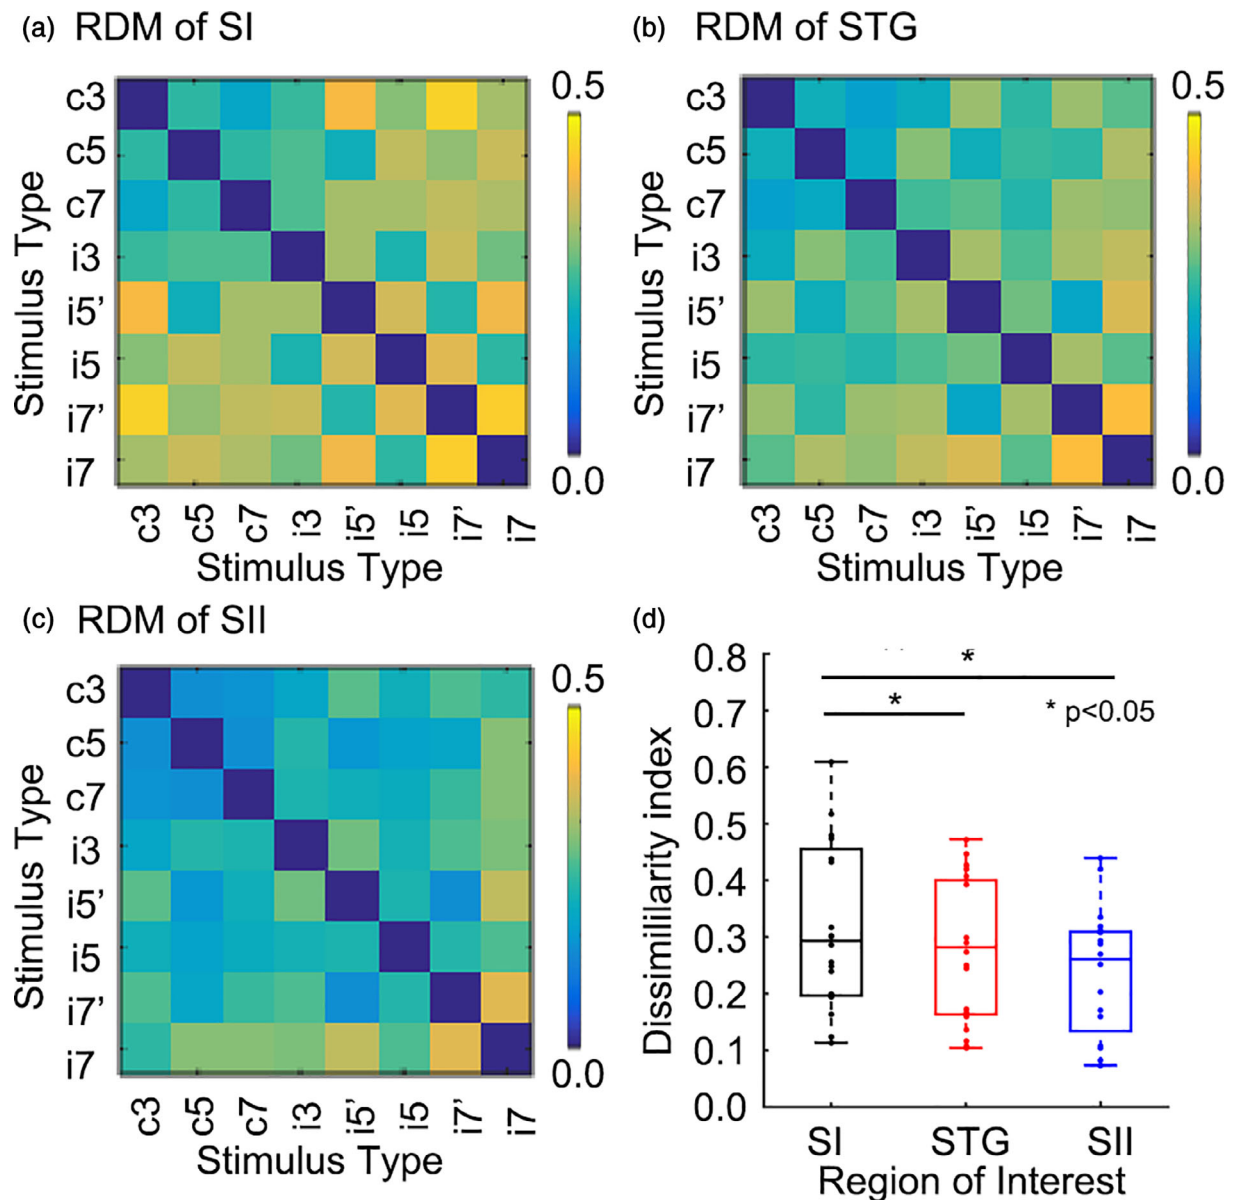 (a) RDM of SI
0.5
c3
c5
c7
i3
i5'
i5
i7'
i7
Stimulus Type
0.0
c3 c5 c7 i3 i5' i5 i7' i7
Stimulus Type
(b) RDM of STG
0.5
c3
c5
c7
i3
i5'
i5
i7'
i7
Stimulus Type
0.0
c3 c5 c7 i3 i5' i5 i7' i7
Stimulus Type
(c) RDM of SII
0.5
c3
c5
c7
i3
i5'
i5
i7'
i7
Stimulus Type
0.0
c3 c5 c7 i3 i5' i5 i7' i7
Stimulus Type
(d)
0.8
0.7
0.6
0.5
0.4
0.3
0.2
0.1
0.0
Dissimililarity index
*
*
* p<0.05
SI STG SII
Region of Interest